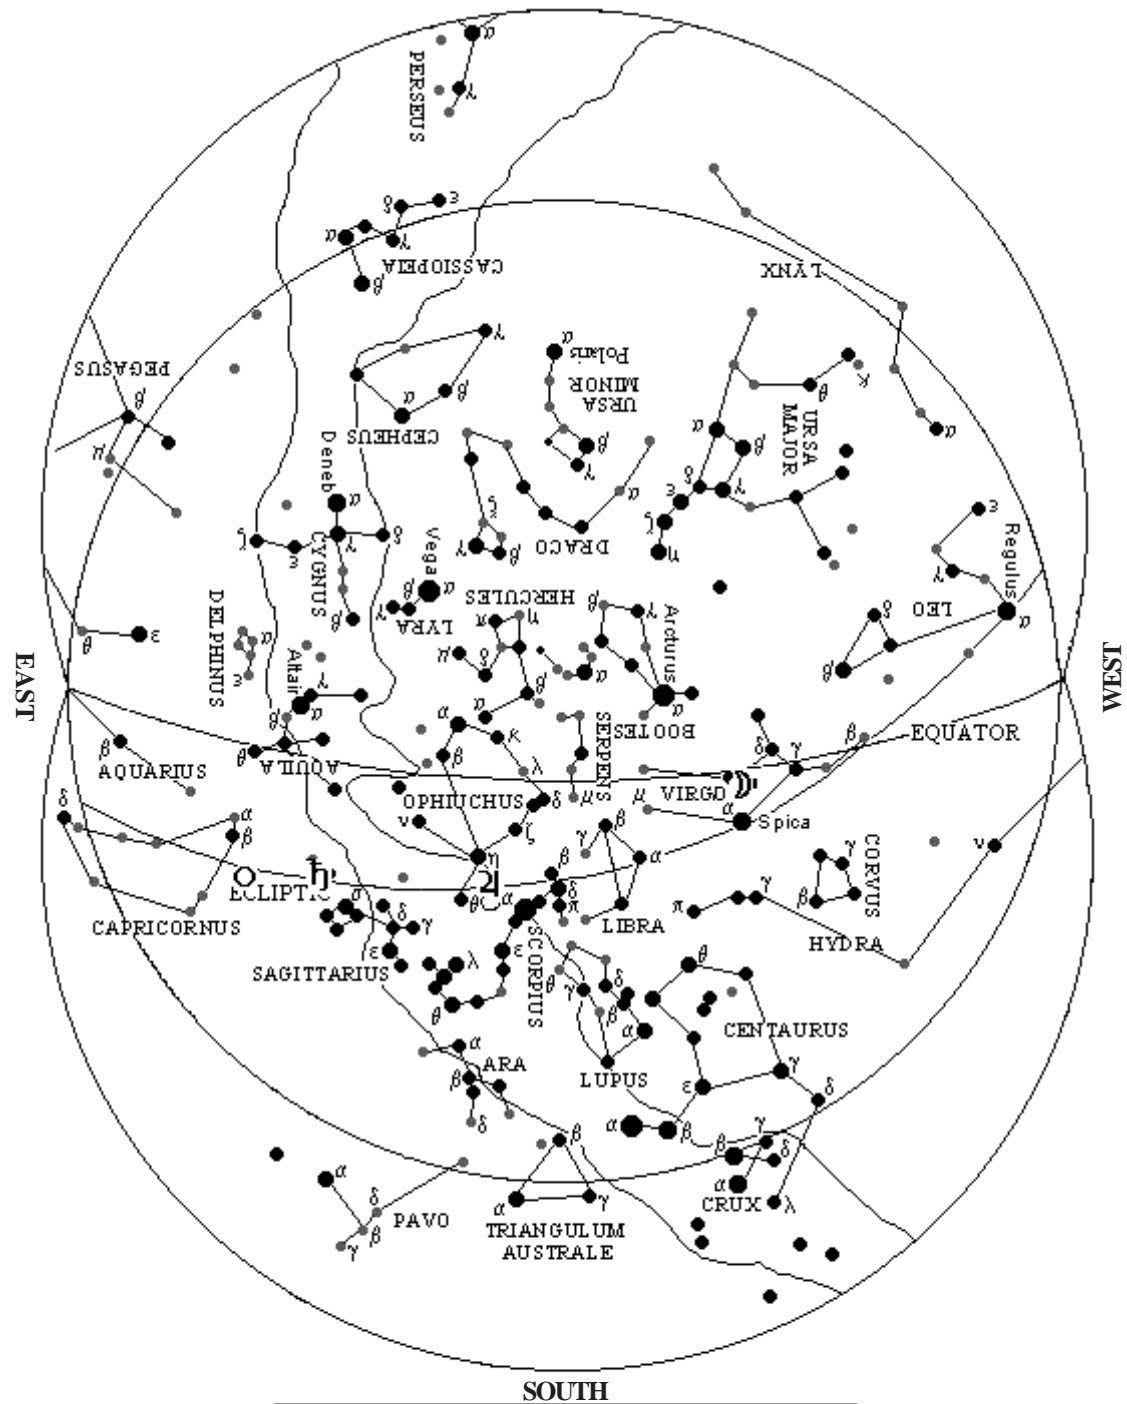 α
PERSEUS
γ
δ
ε
α
γ
CASSIOPEIA
β
LYNX
γ
α
Polaris
PEGASUS
β
URSA
MINOR
κ
θ
β
α
CEPHEUS
α
URSA
MAJOR
α
β
β
γ
μ
Deneb
α
δ
ε
γ
ζ
α
ζ
γ
β
DRACO
η
ε
Regulus
γ
LEO
α
δ
β
ζ
ε
CYGNUS
γ
δ
β
Vega
α
β
γ
LYRA
HERCULES
π
η
β
γ
Arcturus
α
BOOTES
DELPHINUS
α
ε
θ
ε
EAST
WEST
Altair
γ
α
β
θ
AQUILA
μ
δ
β
α
α
κ
β
λ
SERPENS
EQUATOR
β
δ
γ
VIRGO
α
Spica
μ
μ
β
AQUARIUS
OPHIUCHUS
δ
ν
ζ
η
θ
δ
α
β
CAPRICORNUS
♄
ECLIPTIC
♃
β
γ
α
LIBRA
β
δ
π
α
CORVUS
γ
β
ν
π
γ
HYDRA
σ
δ
γ
ε
SAGITTARIUS
λ
ε
θ
SCORPIUS
θ
δ
γ
β
α
LUPUS
θ
CENTAURUS
γ
ε
δ
α
ARA
β
δ
α
β
γ
β
δ
α
CRUX
λ
α
δ
β
γ
PAVO
β
α
γ
TRIANGULUM
AUSTRALE
SOUTH